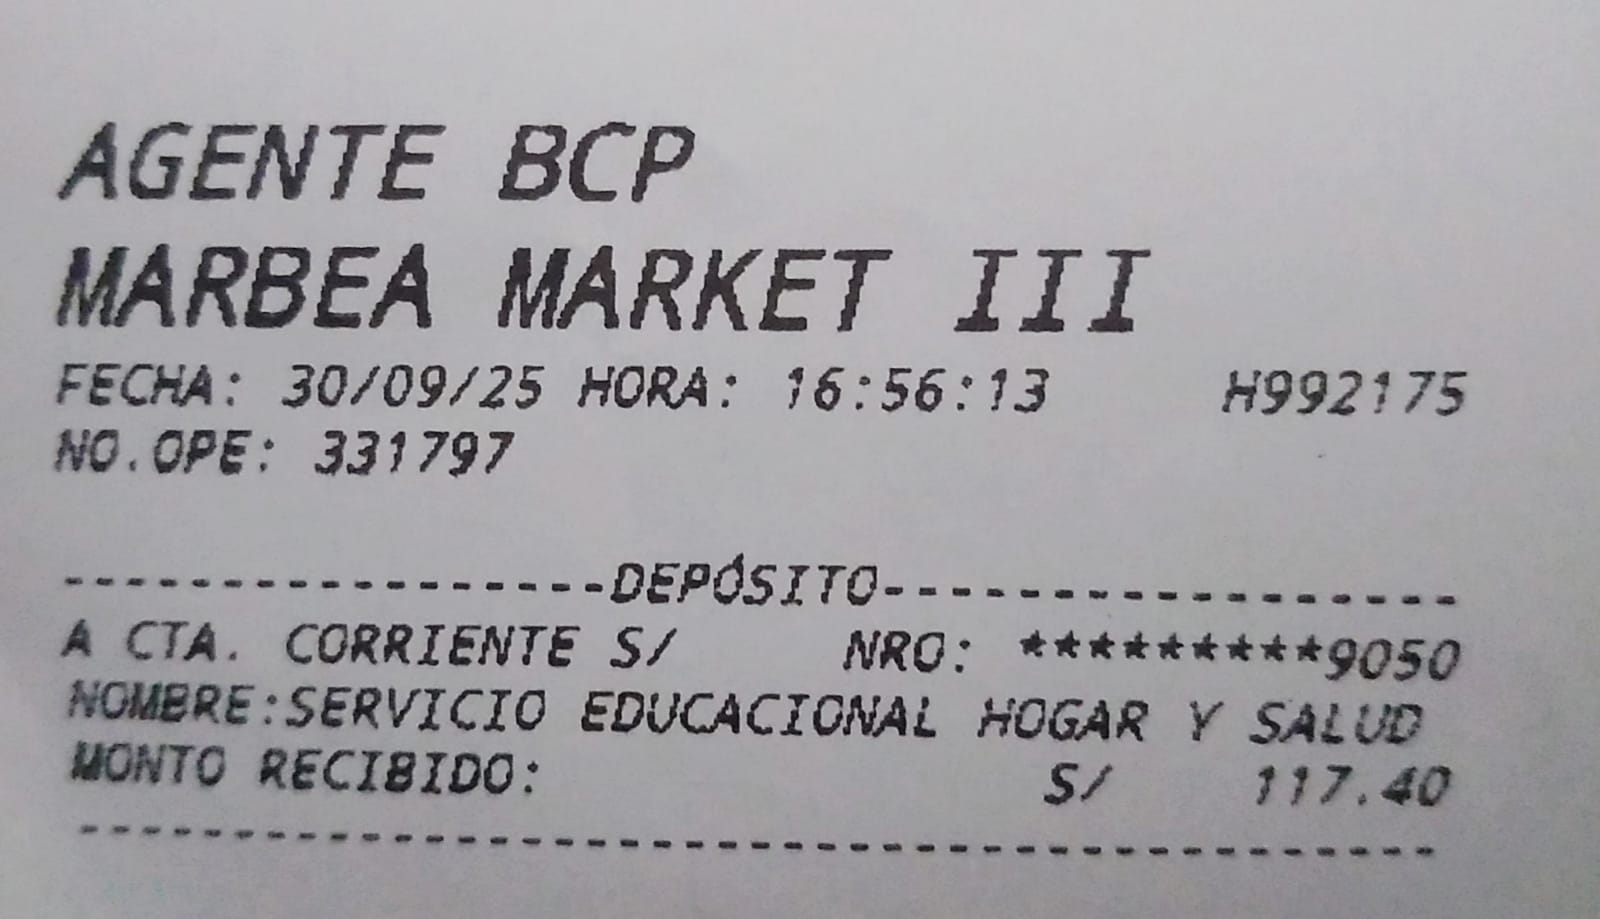 AGENTE BCP
MARBEA MARKET III
FECHA: 30/09/25 HORA: 16:56:13 H992175
NO.OPE: 331797
------------------DEPÓSITO-------------------
A CTA. CORRIENTE S/ NRO: *********9050
NOMBRE:SERVICIO EDUCACIONAL HOGAR Y SALUD
MONTO RECIBIDO: S/ 117.40
--------------------------------------------